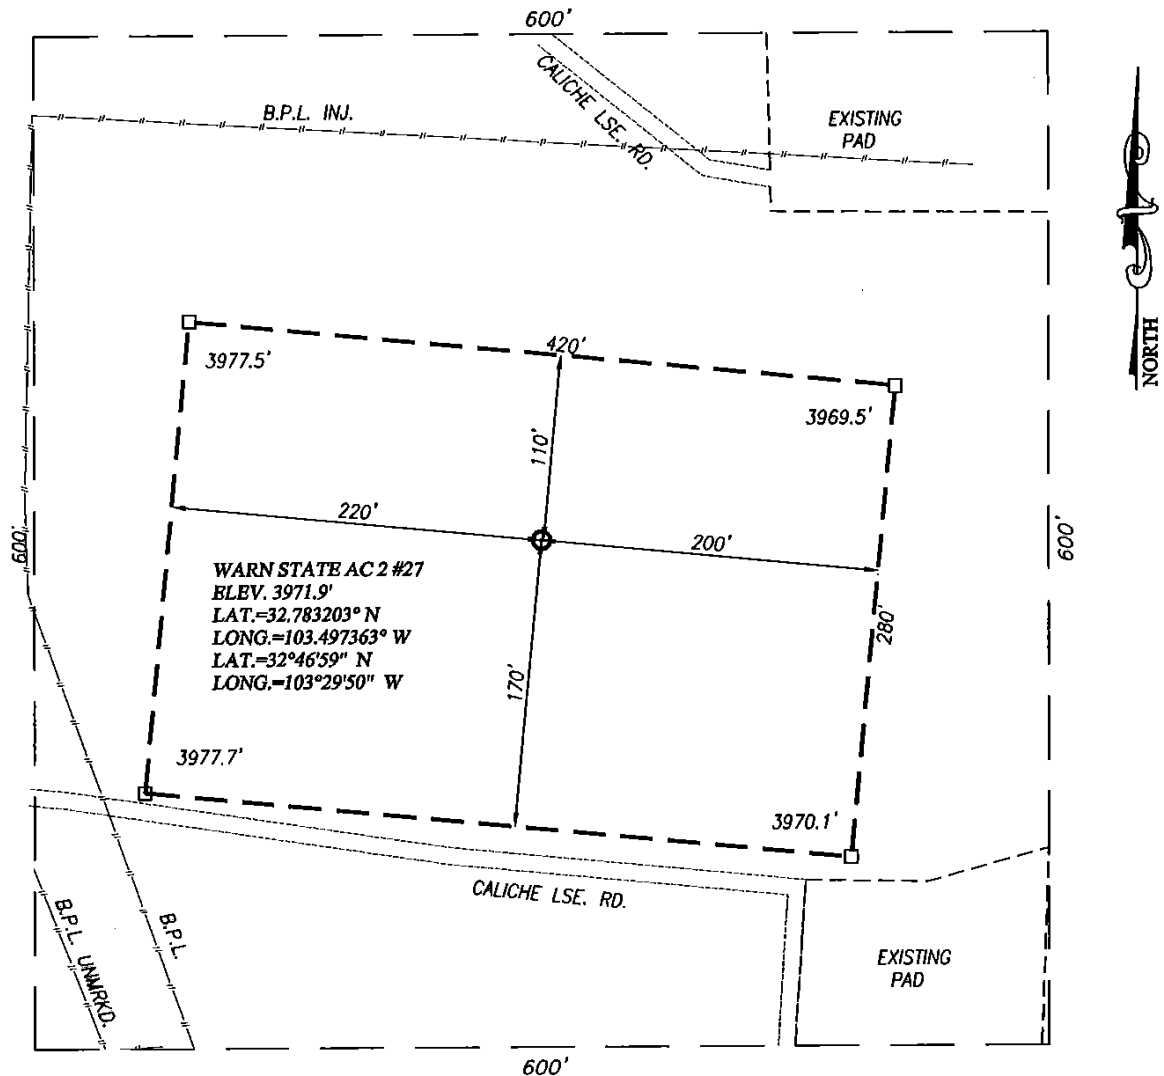 600'
CALICHE LSE. RD.
B.P.L. INJ.
EXISTING
PAD
NORTH
420'
3977.5'
3969.5'
110'
220'
200'
600'
600'
WARN STATE AC 2 #27
ELEV. 3971.9'
LAT.=32.783203° N
LONG.=103.497363° W
LAT.=32°46'59" N
LONG.=103°29'50" W
280'
170'
3977.7'
3970.1'
CALICHE LSE. RD.
B.P.L.
B.P.L. UNMRKD.
EXISTING
PAD
600'